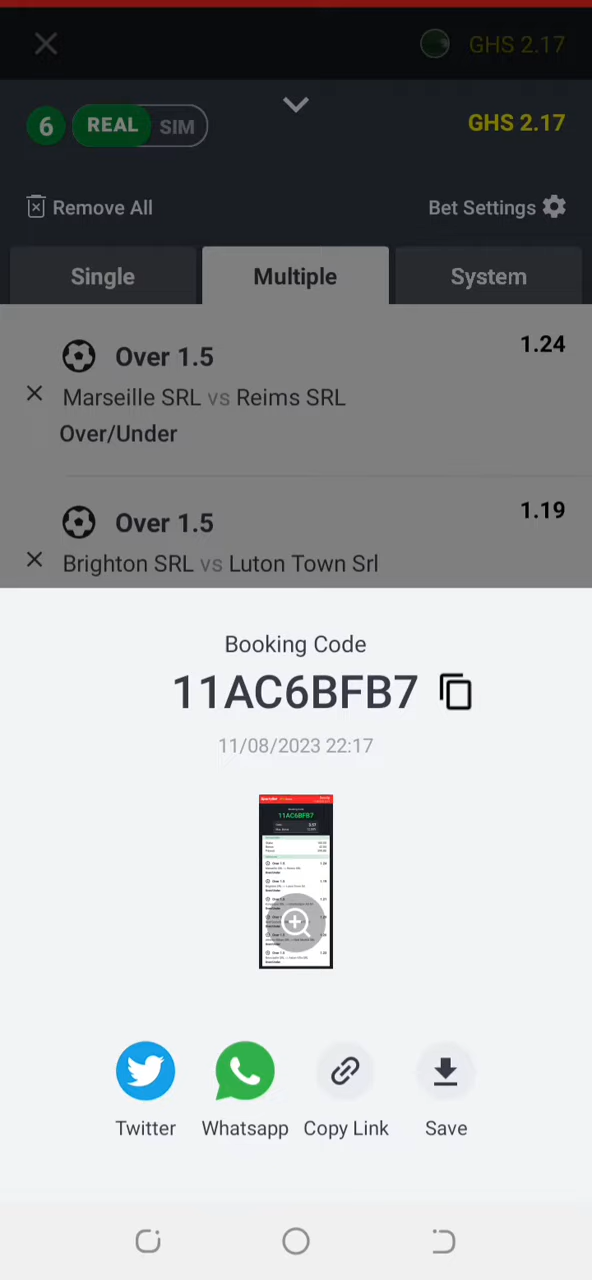 GHS 2.17
6 REAL SIM GHS 2.17
Remove All Bet Settings
Single Multiple System
Over 1.5 1.24
Marseille SRL vs Reims SRL
Over/Under
Over 1.5 1.19
Brighton SRL vs Luton Town Srl
Booking Code
11AC6BFB7
11/08/2023 22:17
11AC6BFB7
Twitter Whatsapp Copy Link Save